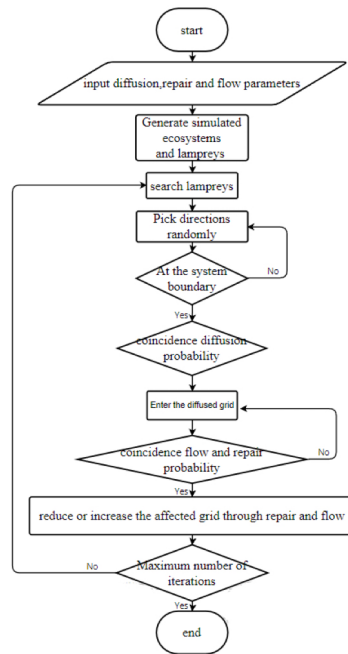 start
input diffusion,repair and flow parameters
Generate simulated
ecosystems
and lampreys
search lampreys
Pick directions
randomly
At the system
boundary
No
Yes
coincidence diffusion
probability
Enter the diffused grid
coincidence flow and repair
probability
No
Yes
reduce or increase the affected grid through repair and flow
Maximum number of
iterations
No
Yes
end